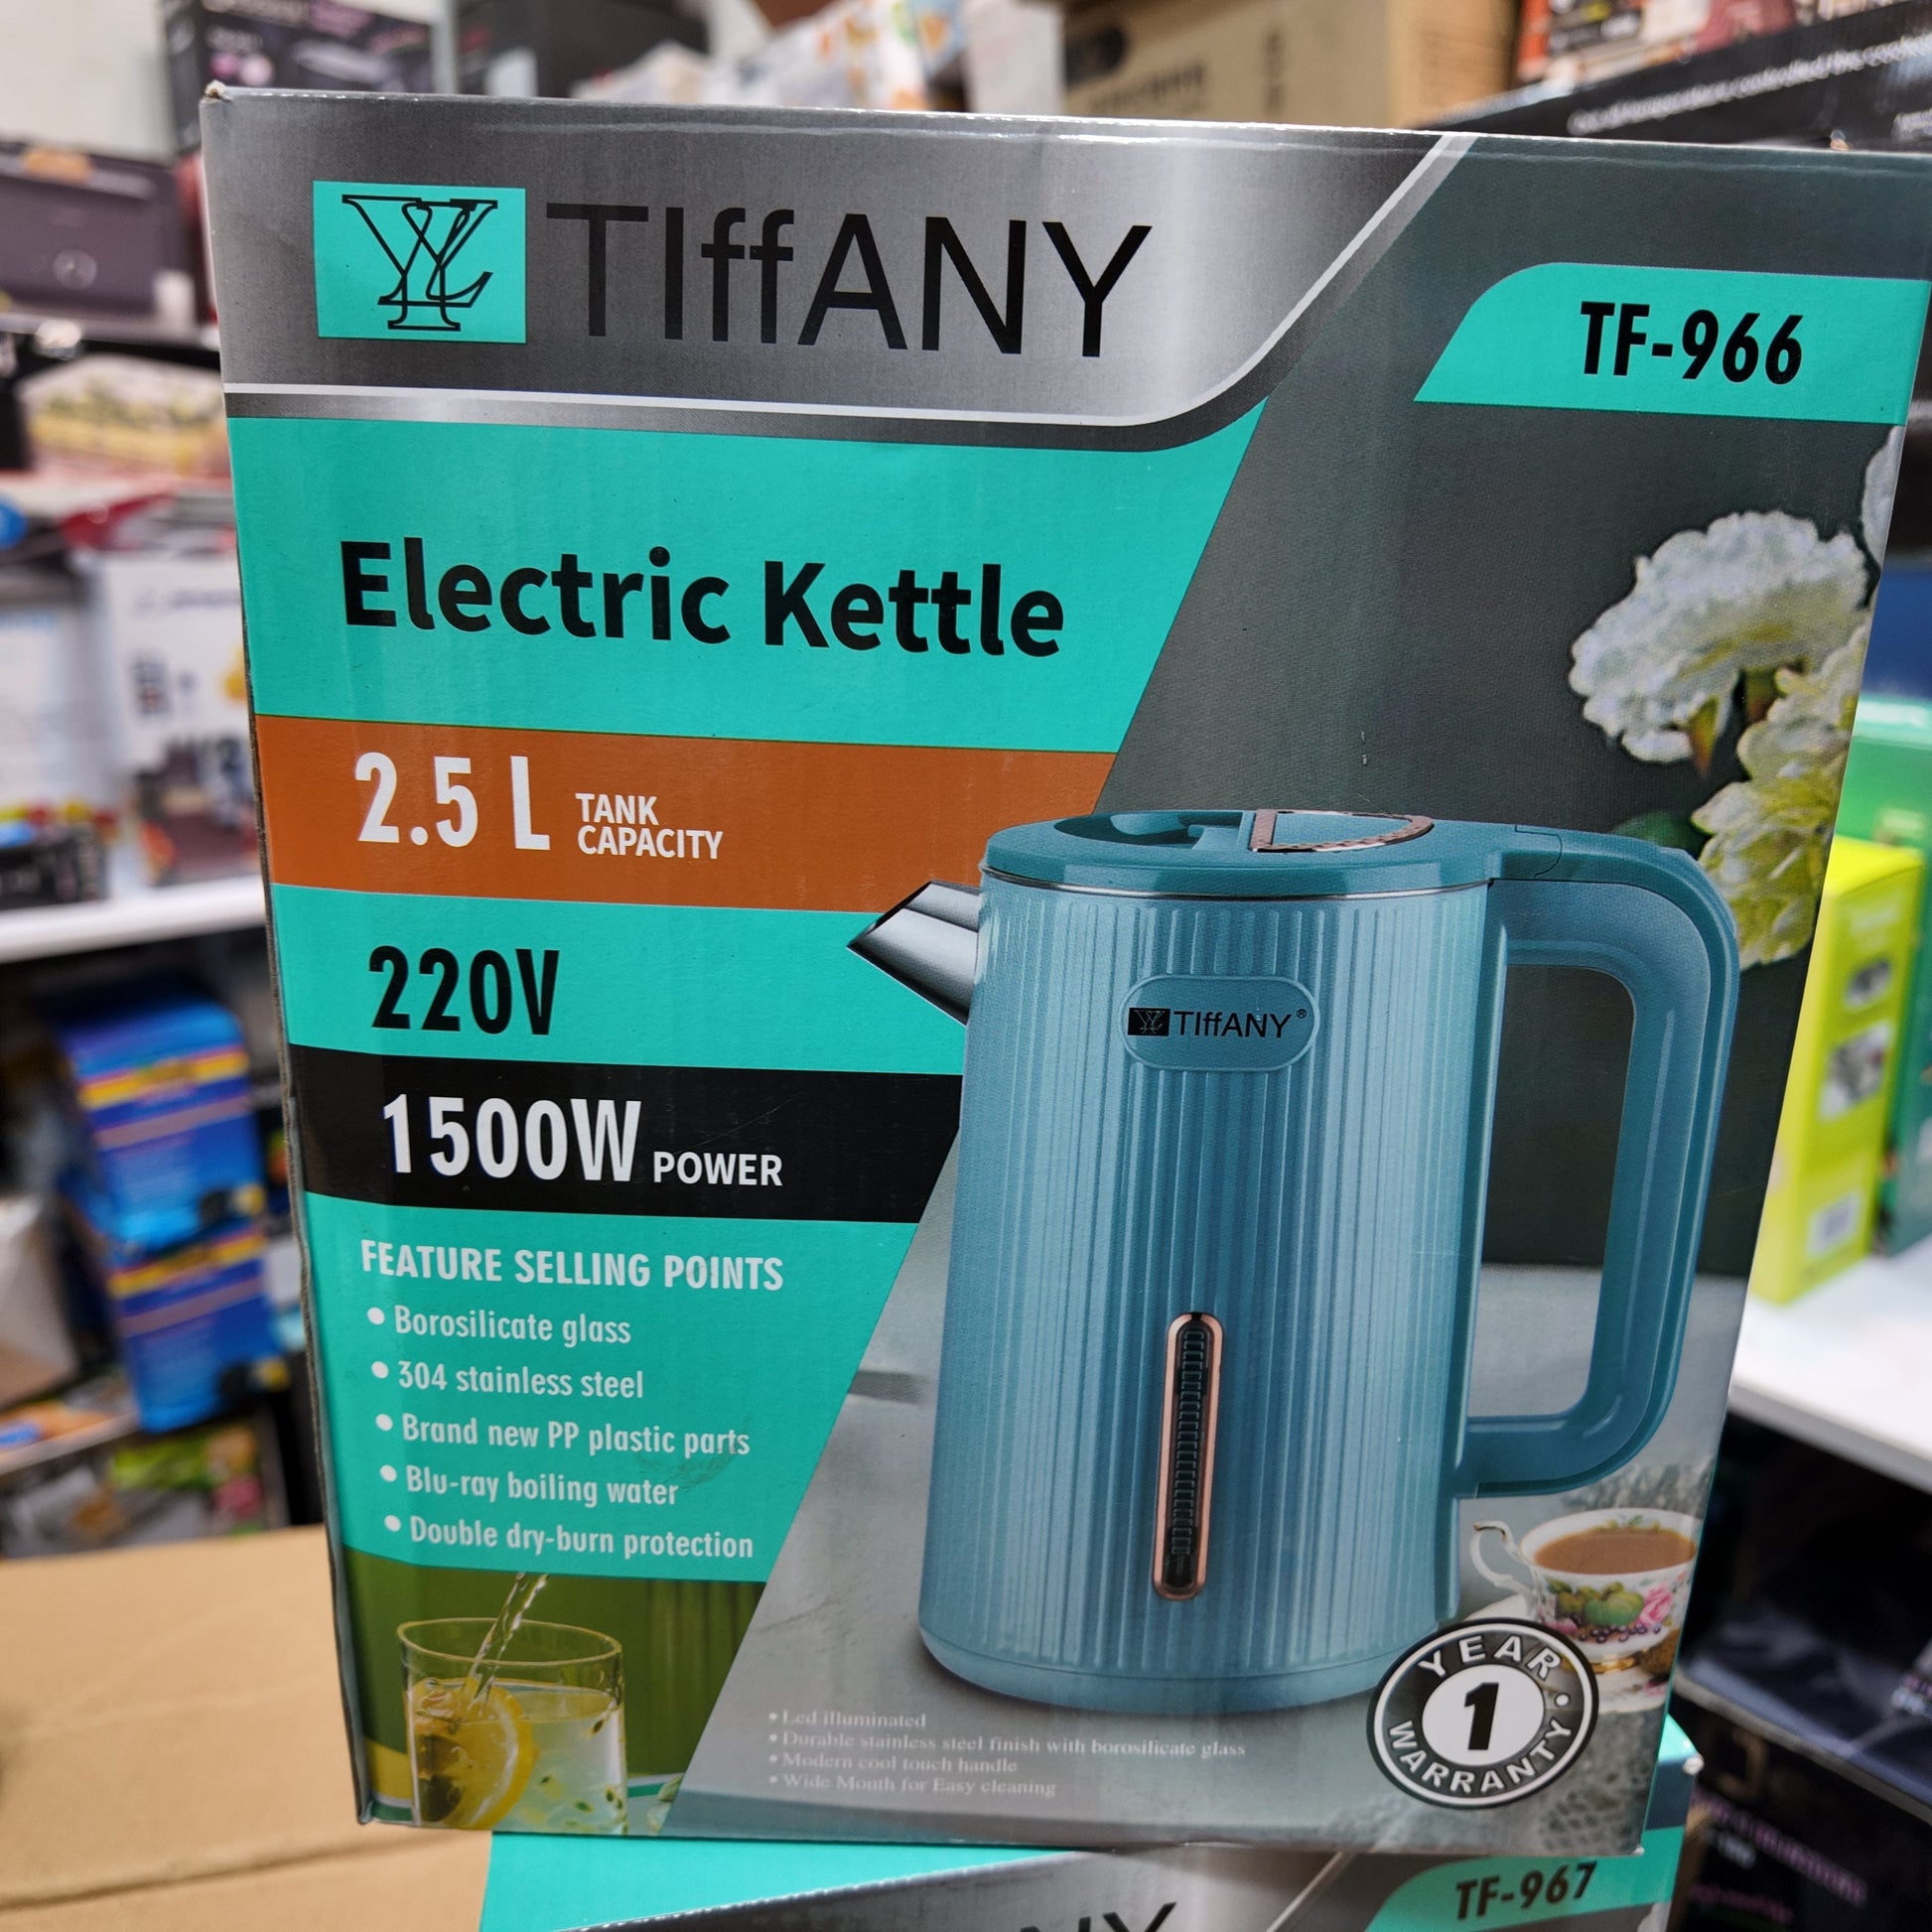 TIffANY
TF-966
Electric Kettle
2.5 L TANK
CAPACITY
220V
1500W POWER
TIffANY®
FEATURE SELLING POINTS
• Borosilicate glass
• 304 stainless steel
• Brand new PP plastic parts
• Blu-ray boiling water
• Double dry-burn protection
• Led illuminated
• Durable stainless steel finish with borosilicate glass
• Modern cool touch handle
• Wide Mouth for Easy cleaning
YEAR
1
WARRANTY
TF-967